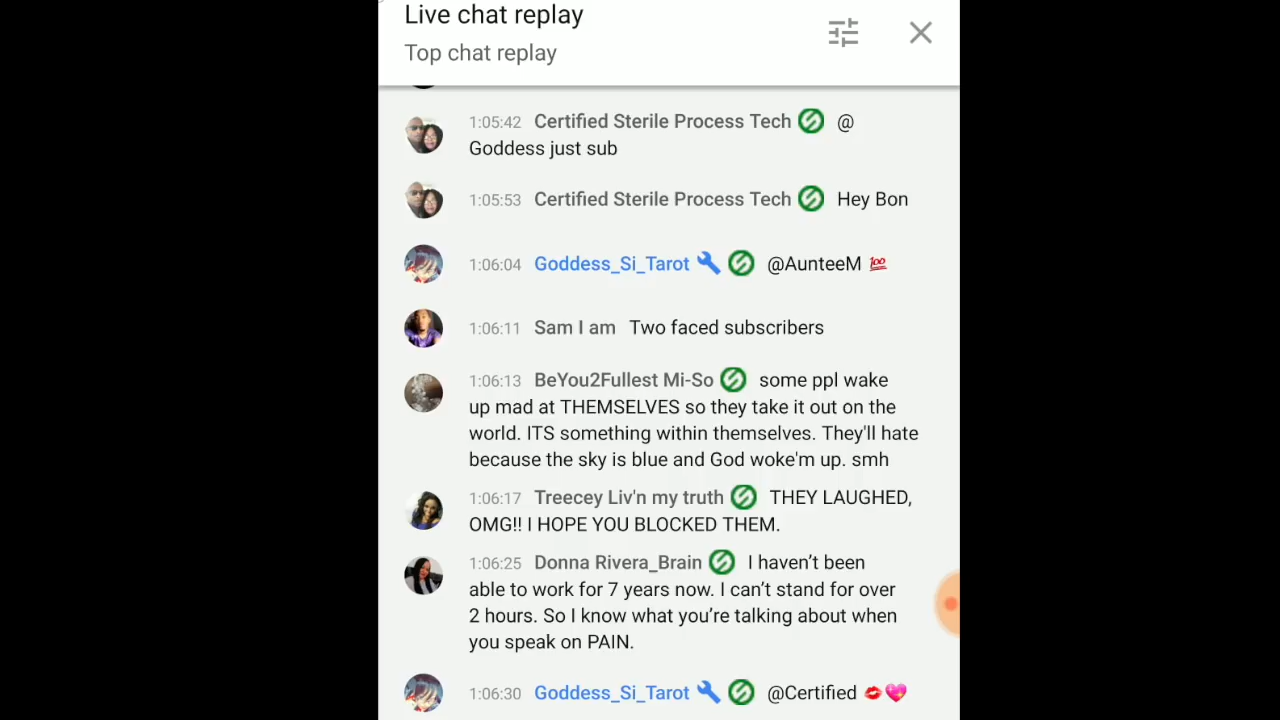 Live chat replay
Top chat replay
1:05:42 Certified Sterile Process Tech @
Goddess just sub
1:05:53 Certified Sterile Process Tech Hey Bon
1:06:04 Goddess_Si_Tarot @AunteeM 💯
1:06:11 Sam I am Two faced subscribers
1:06:13 BeYou2Fullest Mi-So some ppl wake
up mad at THEMSELVES so they take it out on the
world. ITS something within themselves. They'll hate
because the sky is blue and God woke'm up. smh
1:06:17 Treecey Liv'n my truth THEY LAUGHED,
OMG!! I HOPE YOU BLOCKED THEM.
1:06:25 Donna Rivera_Brain I haven't been
able to work for 7 years now. I can't stand for over
2 hours. So I know what you're talking about when
you speak on PAIN.
1:06:30 Goddess_Si_Tarot @Certified 💋💖